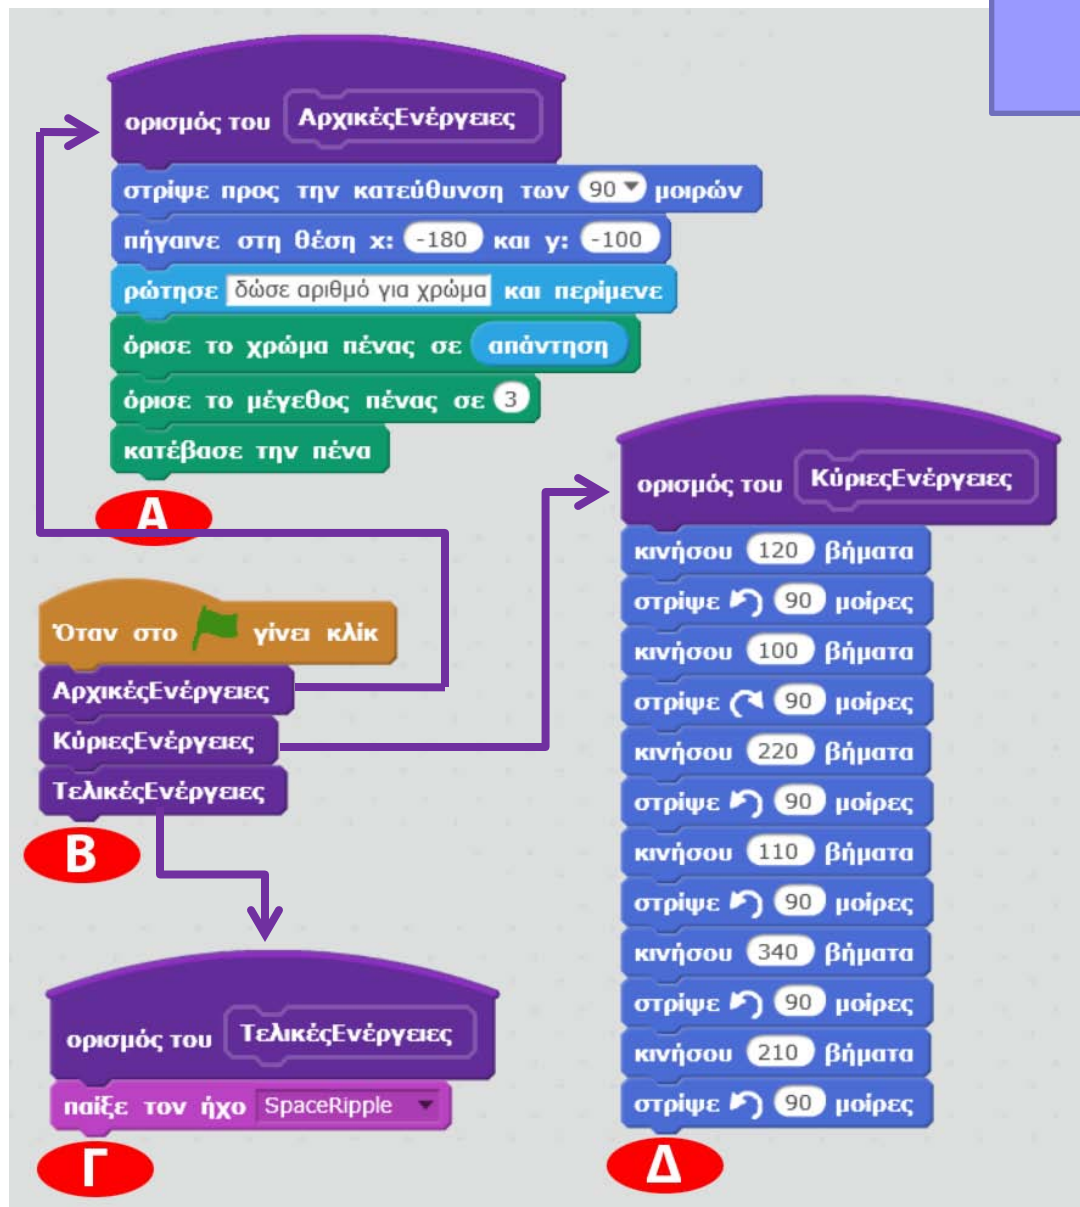 ορισμός του ΑρχικέςΕνέργειες
στρίψε προς την κατεύθυνση των 90 μοιρών
πήγαινε στη θέση x: -180 και y: -100
ρώτησε δώσε αριθμό για χρώμα και περίμενε
όρισε το χρώμα πένας σε απάντηση
όρισε το μέγεθος πένας σε 3
κατέβασε την πένα
Α
Όταν στο γίνει κλίκ
ΑρχικέςΕνέργειες
ΚύριεςΕνέργειες
ΤελικέςΕνέργειες
Β
ορισμός του ΤελικέςΕνέργειες
παίξε τον ήχο SpaceRipple
Γ
ορισμός του ΚύριεςΕνέργειες
κινήσου 120 βήματα
στρίψε 90 μοίρες
κινήσου 100 βήματα
στρίψε 90 μοίρες
κινήσου 220 βήματα
στρίψε 90 μοίρες
κινήσου 110 βήματα
στρίψε 90 μοίρες
κινήσου 340 βήματα
στρίψε 90 μοίρες
κινήσου 210 βήματα
στρίψε 90 μοίρες
Δ